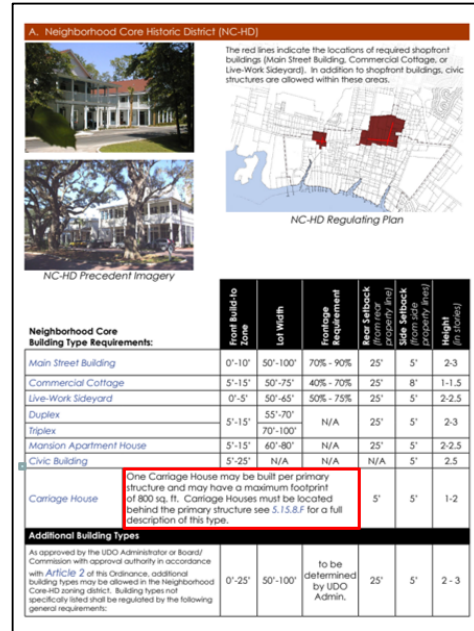 A. Neighborhood Core Historic District (NC-HD)
The red lines indicate the locations of required shopfront
buildings (Main Street Building, Commercial Cottage, or
Live-Work Sideyard). In addition to shopfront buildings, civic
structures are allowed within these areas.
NC-HD Regulating Plan
NC-HD Precedent Imagery
Neighborhood Core
Building Type Requirements:
Front Build-to
Zone
Lot Width
Frontage
Requirement
Rear Setback
(from rear
property line)
Side Setback
(from side
property lines)
Height
(in stories)
Main Street Building 0'-10' 50'-100' 70% - 90% 25' 5' 2-3
Commercial Cottage 5'-15' 50'-75' 40% - 70% 25' 8' 1-1.5
Live-Work Sideyard 0'-5' 50'-65' 50% - 75% 25' 5' 2-2.5
Duplex 5'-15' 55'-70' N/A 25' 5' 2-3
Triplex 70'-100'
Mansion Apartment House 5'-15' 60'-80' N/A 25' 5' 2-2.5
Civic Building 5'-25' N/A N/A N/A 5' 2.5
Carriage House
One Carriage House may be built per primary
structure and may have a maximum footprint
of 800 sq. ft. Carriage Houses must be located
behind the primary structure see 5.15.8.F for a full
description of this type.
5' 5' 1-2
Additional Building Types
As approved by the UDO Administrator or Board/
Commission with approval authority in accordance
with Article 2 of this Ordinance, additional
building types may be allowed in the Neighborhood
Core-HD zoning district. Building types not
specifically listed shall be regulated by the following
general requirements:
0'-25' 50'-100'
to be
determined
by UDO
Admin.
25' 5' 2 - 3